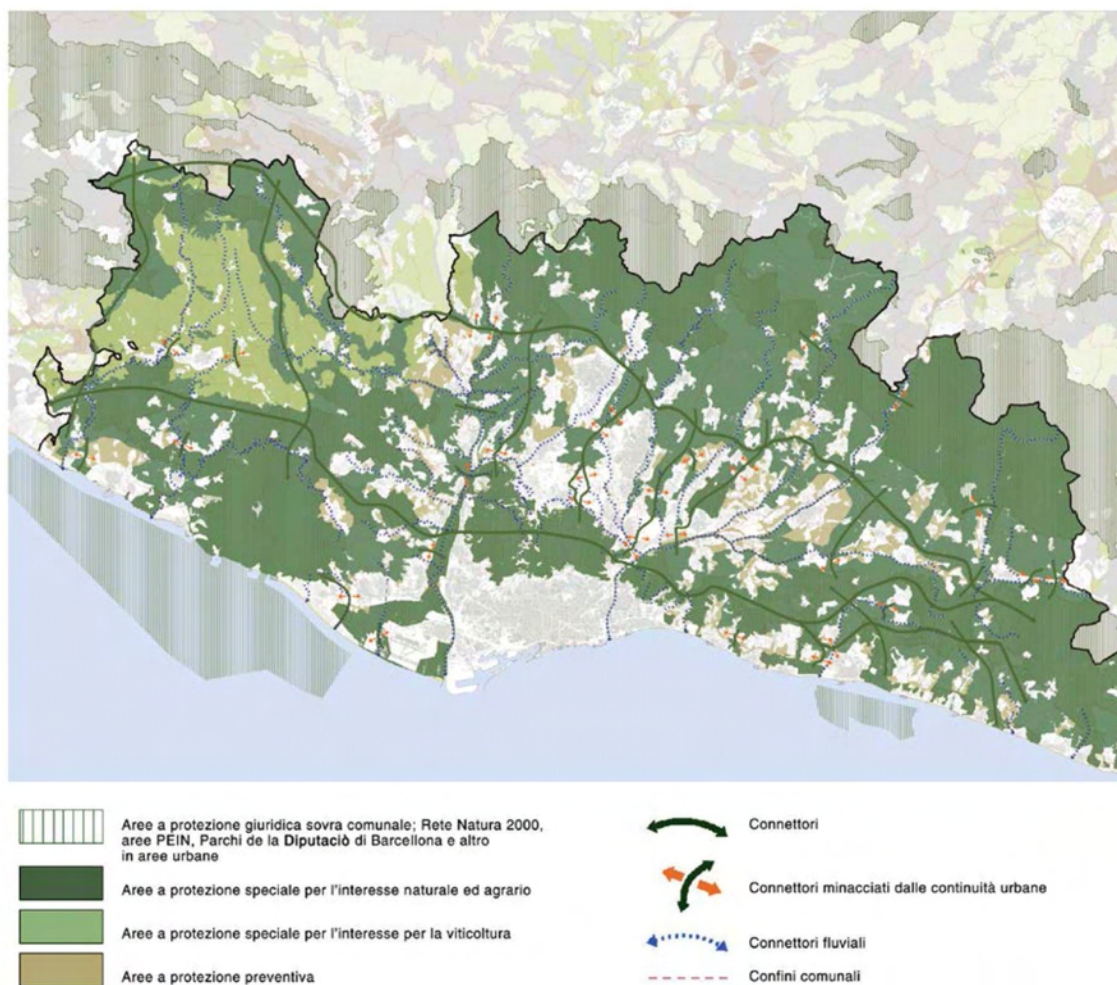 Aree a protezione giuridica sovra comunale; Rete Natura 2000,
aree PEIN, Parchi de la Diputaciò di Barcellona e altro
in aree urbane
Aree a protezione speciale per l'interesse naturale ed agrario
Aree a protezione speciale per l'interesse per la viticoltura
Aree a protezione preventiva
Connettori
Connettori minacciati dalle continuità urbane
Connettori fluviali
Confini comunali